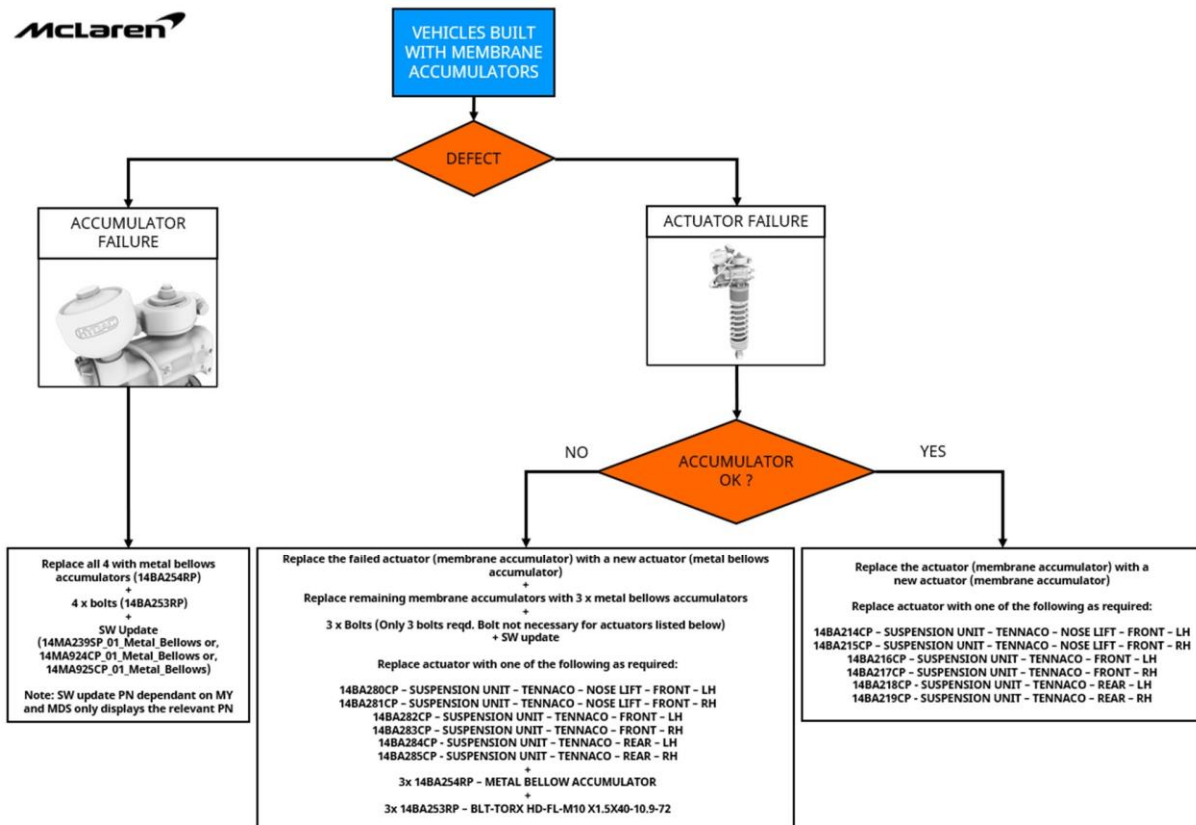 McLaren
VEHICLES BUILT
WITH MEMBRANE
ACCUMULATORS
DEFECT
ACCUMULATOR
FAILURE
HYDAC
ACTUATOR FAILURE
ACCUMULATOR
OK ?
NO
YES
Replace all 4 with metal bellows
accumulators (14BA254RP)
+
4 x bolts (14BA253RP)
+
SW Update
(14MA239SP_01_Metal_Bellows or,
14MA924CP_01_Metal_Bellows or,
14MA925CP_01_Metal_Bellows)
Note: SW update PN dependant on MY
and MDS only displays the relevant PN
Replace the failed actuator (membrane accumulator) with a new actuator (metal bellows
accumulator)
+
Replace remaining membrane accumulators with 3 x metal bellows accumulators
+
3 x Bolts (Only 3 bolts reqd. Bolt not necessary for actuators listed below)
+ SW update
Replace actuator with one of the following as required:
14BA280CP – SUSPENSION UNIT – TENNACO – NOSE LIFT – FRONT – LH
14BA281CP – SUSPENSION UNIT – TENNACO – NOSE LIFT – FRONT – RH
14BA282CP – SUSPENSION UNIT – TENNACO – FRONT – LH
14BA283CP – SUSPENSION UNIT – TENNACO – FRONT – RH
14BA284CP - SUSPENSION UNIT – TENNACO – REAR – LH
14BA285CP - SUSPENSION UNIT – TENNACO – REAR – RH
+
3x 14BA254RP – METAL BELLOW ACCUMULATOR
+
3x 14BA253RP – BLT-TORX HD-FL-M10 X1.5X40-10.9-72
Replace the actuator (membrane accumulator) with a
new actuator (membrane accumulator)
Replace actuator with one of the following as required:
14BA214CP – SUSPENSION UNIT – TENNACO – NOSE LIFT – FRONT – LH
14BA215CP – SUSPENSION UNIT – TENNACO – NOSE LIFT – FRONT – RH
14BA216CP – SUSPENSION UNIT – TENNACO – FRONT – LH
14BA217CP – SUSPENSION UNIT – TENNACO – FRONT – RH
14BA218CP - SUSPENSION UNIT – TENNACO – REAR – LH
14BA219CP - SUSPENSION UNIT – TENNACO – REAR – RH